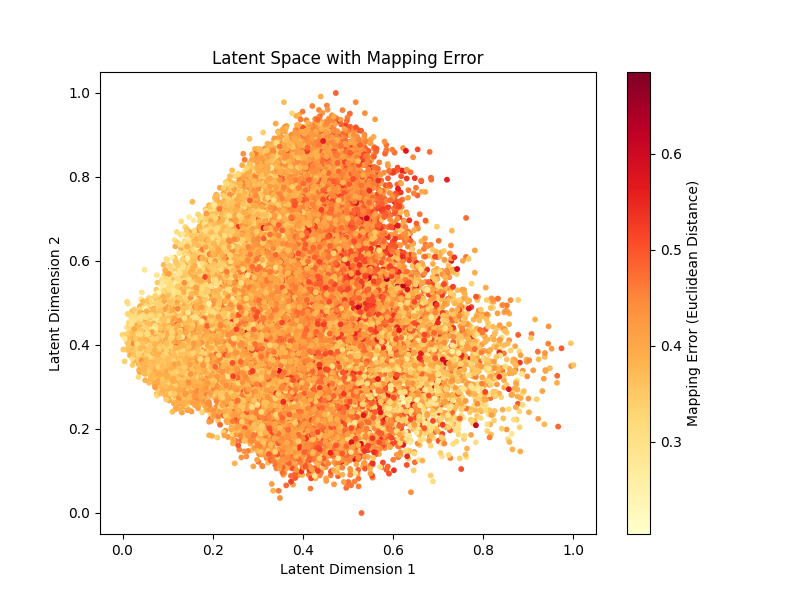 Latent Space with Mapping Error
1.0
0.8
0.6
0.4
0.2
0.0
Latent Dimension 2
0.0 0.2 0.4 0.6 0.8 1.0
Latent Dimension 1
0.6
0.5
0.4
0.3
Mapping Error (Euclidean Distance)